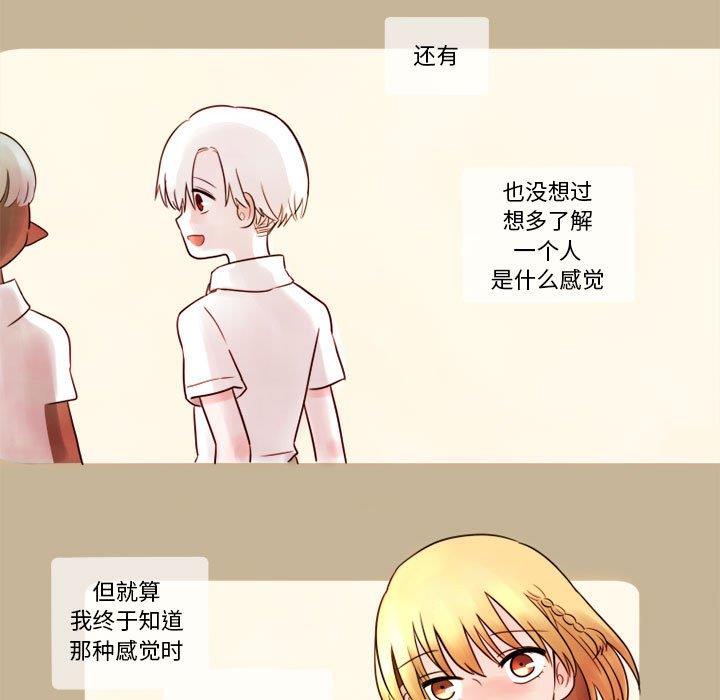 还有
也没想过
想多了解
一个人
是什么感觉
但就算
我终于知道
那种感觉时